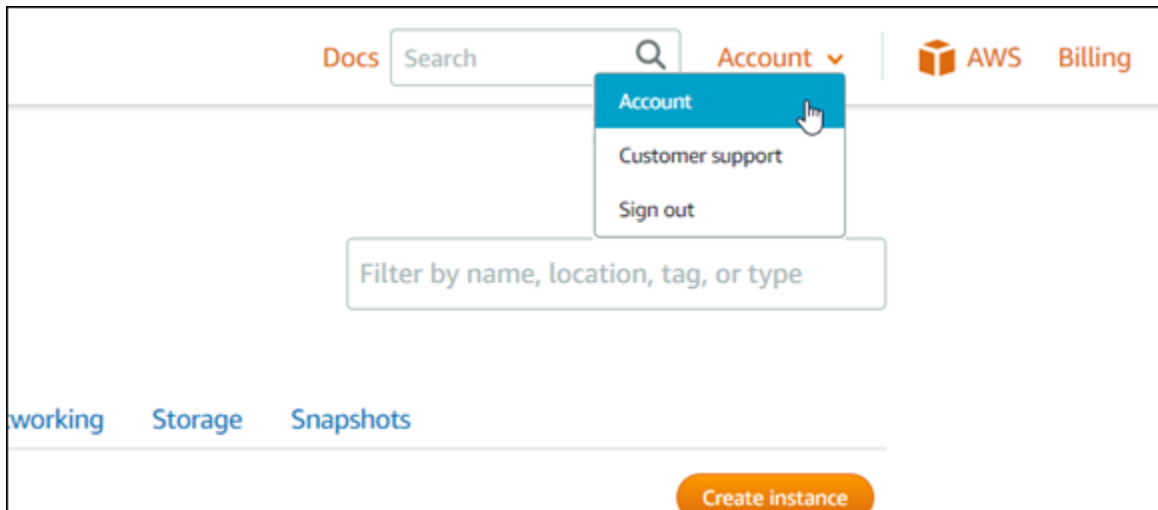 Docs Search Account AWS Billing
Account
Customer support
Sign out
Filter by name, location, tag, or type
tworking Storage Snapshots
Create instance